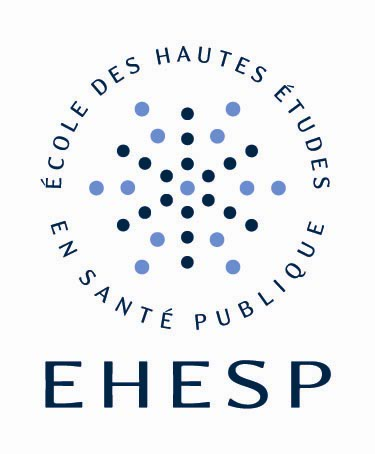 ÉCOLE DES HAUTES ÉTUDES
EN SANTÉ PUBLIQUE
EHESP